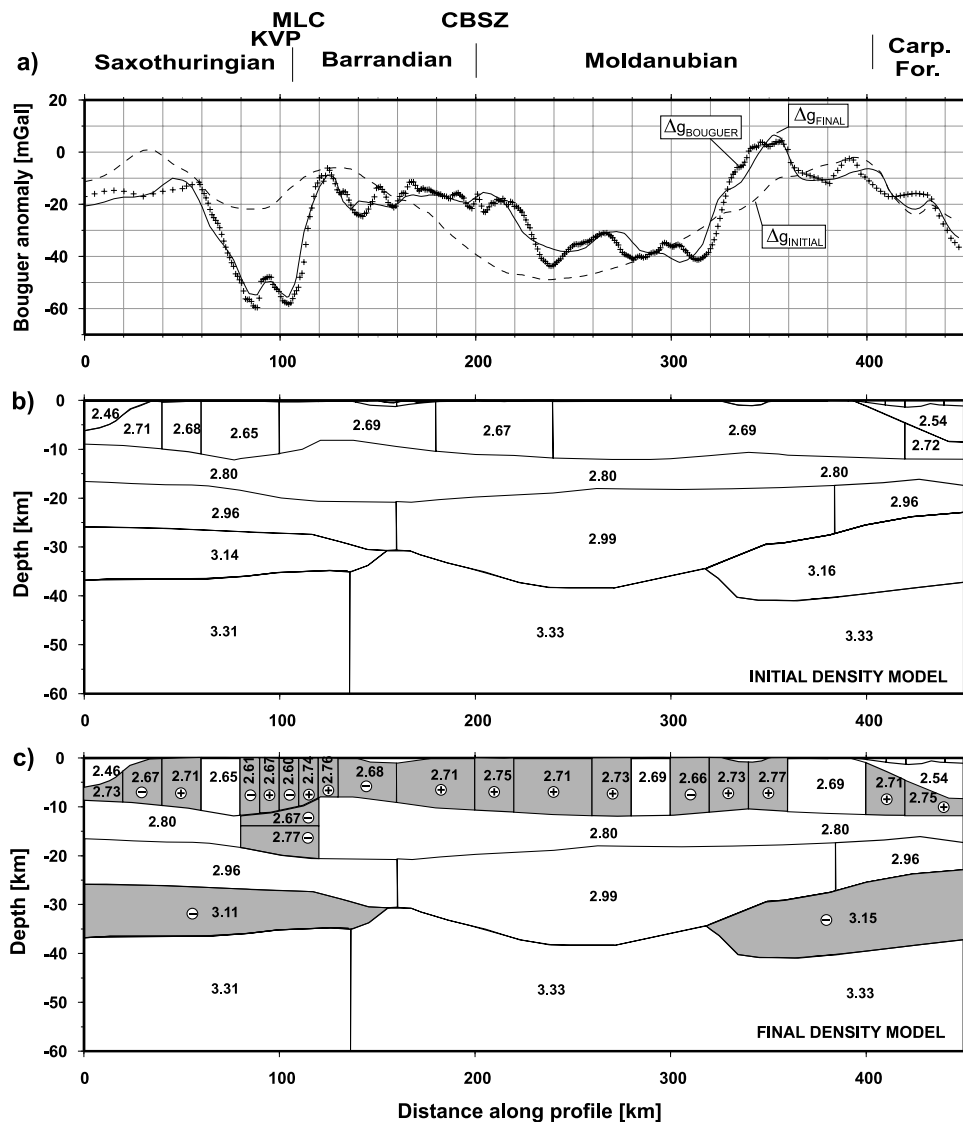 MLC CBSZ
KVP
Saxothuringian Barrandian Moldanubian Carp.
For.
a)
Bouguer anomaly [mGal]
20
0
-20
-40
-60
ΔgBOUGUER
ΔgFINAL
ΔgINITIAL
0 100 200 300 400
b)
Depth [km]
0
-10
-20
-30
-40
-50
-60
2.46 2.71 2.68 2.65 2.69 2.67 2.69 2.54
2.72
2.80 2.80 2.80
2.96 2.99 2.96
3.14 3.16
3.31 3.33 3.33
INITIAL DENSITY MODEL
c)
Depth [km]
0
-10
-20
-30
-40
-50
-60
2.46 2.67 2.71 2.65 2.61 2.67 2.60 2.74 2.76 2.68 2.71 2.75 2.71 2.73 2.69 2.66 2.73 2.77 2.69 2.71 2.54
2.73 − + − + − + + − + + + + − + + + 2.75 +
2.80 2.67 − 2.80 2.80
2.77 −
2.96 2.99 2.96
− 3.11 − 3.15
3.31 3.33 3.33
FINAL DENSITY MODEL
0 100 200 300 400
Distance along profile [km]